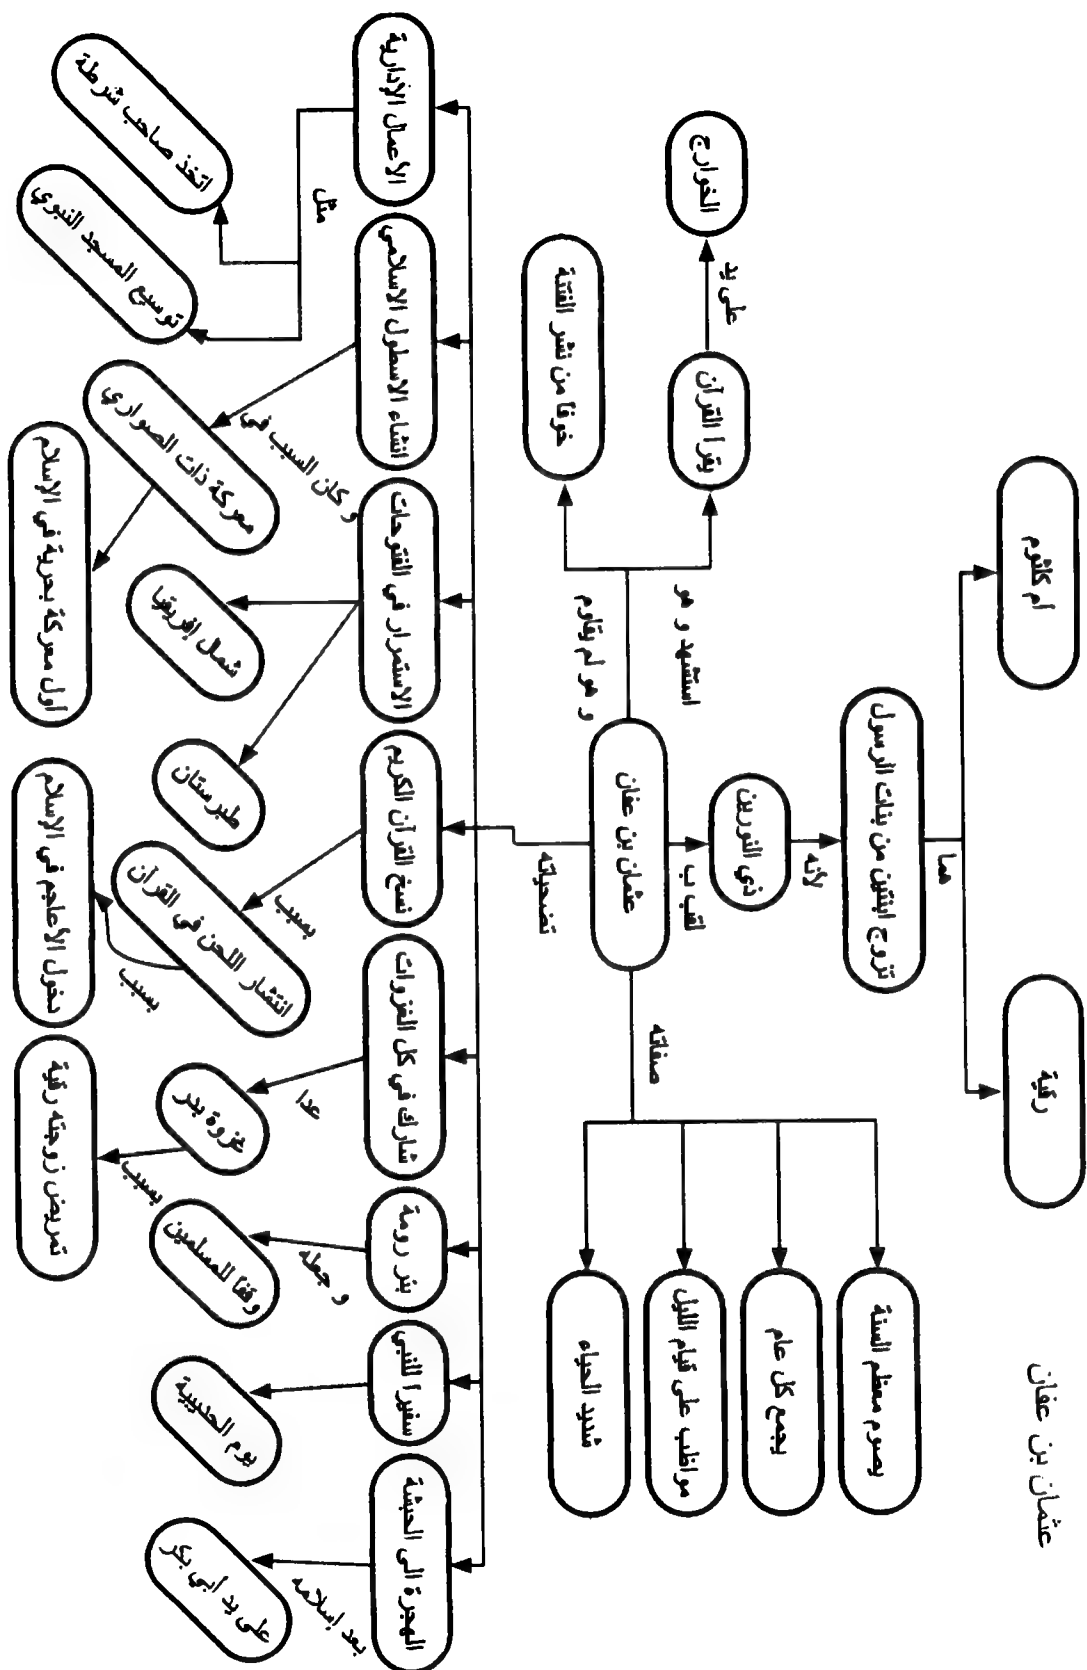 عثمان بن عفان
رقية
أم كلثوم
هما
تزوج ابنتين من بنات الرسول
لأنه
ذي النورين
لقب ب
عثمان بن عفان
صفاته
يصوم معظم السنة
يجمع كل عام
مواظب على قيام الليل
شديد الحياء
استشهد و هو
و هو لم يقاوم
يقرا القرآن
على يد
الخوارج
خوفا من نشر الفتنة
تضحياته
الهجرة الى الحبشة
بعد إسلامه
على يد أبي بكر
سفيرا للنبي
يوم الحديبية
بئر رومة
و جعله
وقفا للمسلمين
شارك في كل الغزوات
عدا
غزوة بدر
بسبب
تمريض زوجته رقية
نسخ القرآن الكريم
بسبب
انتشار اللحن في القرآن
بسبب
دخول الأعاجم في الإسلام
الاستمرار في الفتوحات
طبرستان
شمال إفريقيا
انشاء الاسطول الاسلامي
و كان السبب في
معركة ذات الصواري
أول معركة بحرية في الإسلام
الأعمال الإدارية
مثل
توسيع المسجد النبوي
اتخذ صاحب شرطة